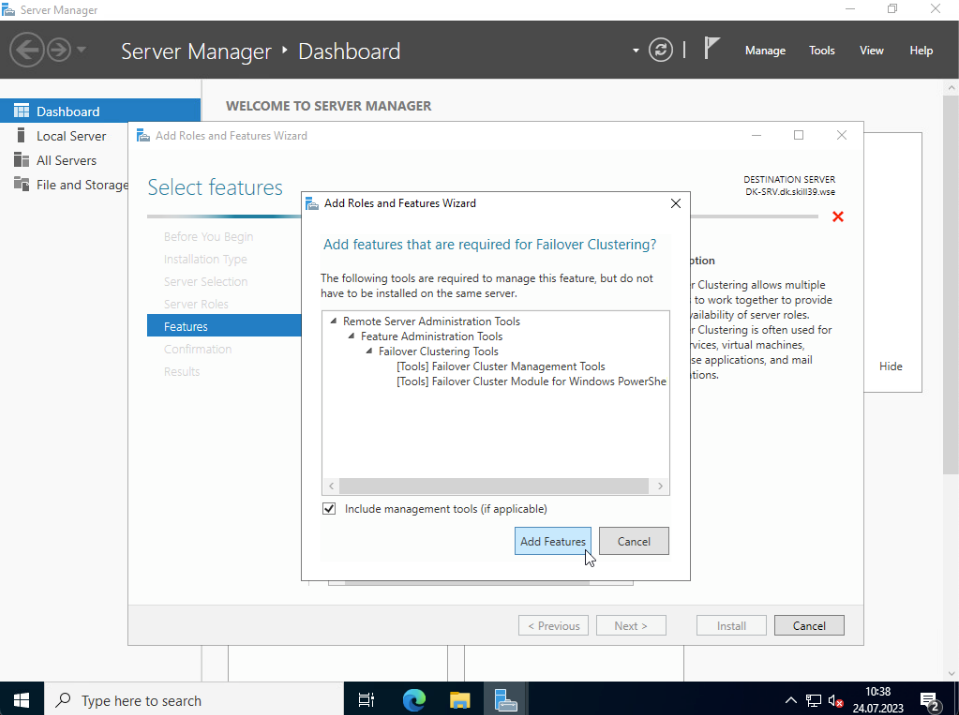 Server Manager
Server Manager ‣ Dashboard
Manage Tools View Help
Dashboard
Local Server
All Servers
File and Storage
WELCOME TO SERVER MANAGER
Add Roles and Features Wizard
Select features
DESTINATION SERVER
DK-SRV.dk.skill39.wse
Before You Begin
Installation Type
Server Selection
Server Roles
Features
Confirmation
Results
Add Roles and Features Wizard
Add features that are required for Failover Clustering?
The following tools are required to manage this feature, but do not
have to be installed on the same server.
Remote Server Administration Tools
Feature Administration Tools
Failover Clustering Tools
[Tools] Failover Cluster Management Tools
[Tools] Failover Cluster Module for Windows PowerShe
Include management tools (if applicable)
Add Features Cancel
ption
r Clustering allows multiple
to work together to provide
vailability of server roles.
r Clustering is often used for
rvices, virtual machines,
se applications, and mail
tions.
Hide
< Previous Next > Install Cancel
Type here to search
10:38
24.07.2023
2